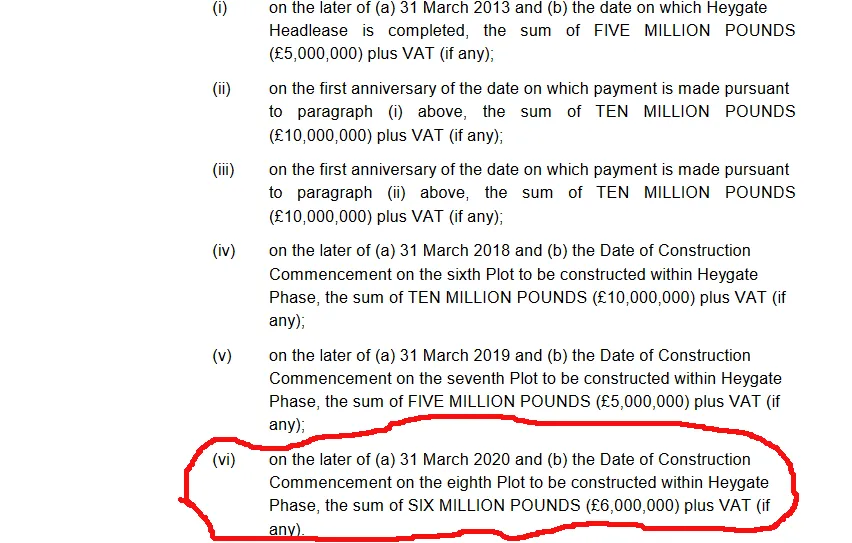 (i) on the later of (a) 31 March 2013 and (b) the date on which Heygate
Headlease is completed, the sum of FIVE MILLION POUNDS
(£5,000,000) plus VAT (if any);
(ii) on the first anniversary of the date on which payment is made pursuant
to paragraph (i) above, the sum of TEN MILLION POUNDS
(£10,000,000) plus VAT (if any);
(iii) on the first anniversary of the date on which payment is made pursuant
to paragraph (ii) above, the sum of TEN MILLION POUNDS
(£10,000,000) plus VAT (if any);
(iv) on the later of (a) 31 March 2018 and (b) the Date of Construction
Commencement on the sixth Plot to be constructed within Heygate
Phase, the sum of TEN MILLION POUNDS (£10,000,000) plus VAT (if
any);
(v) on the later of (a) 31 March 2019 and (b) the Date of Construction
Commencement on the seventh Plot to be constructed within Heygate
Phase, the sum of FIVE MILLION POUNDS (£5,000,000) plus VAT (if
any);
(vi) on the later of (a) 31 March 2020 and (b) the Date of Construction
Commencement on the eighth Plot to be constructed within Heygate
Phase, the sum of SIX MILLION POUNDS (£6,000,000) plus VAT (if
any).